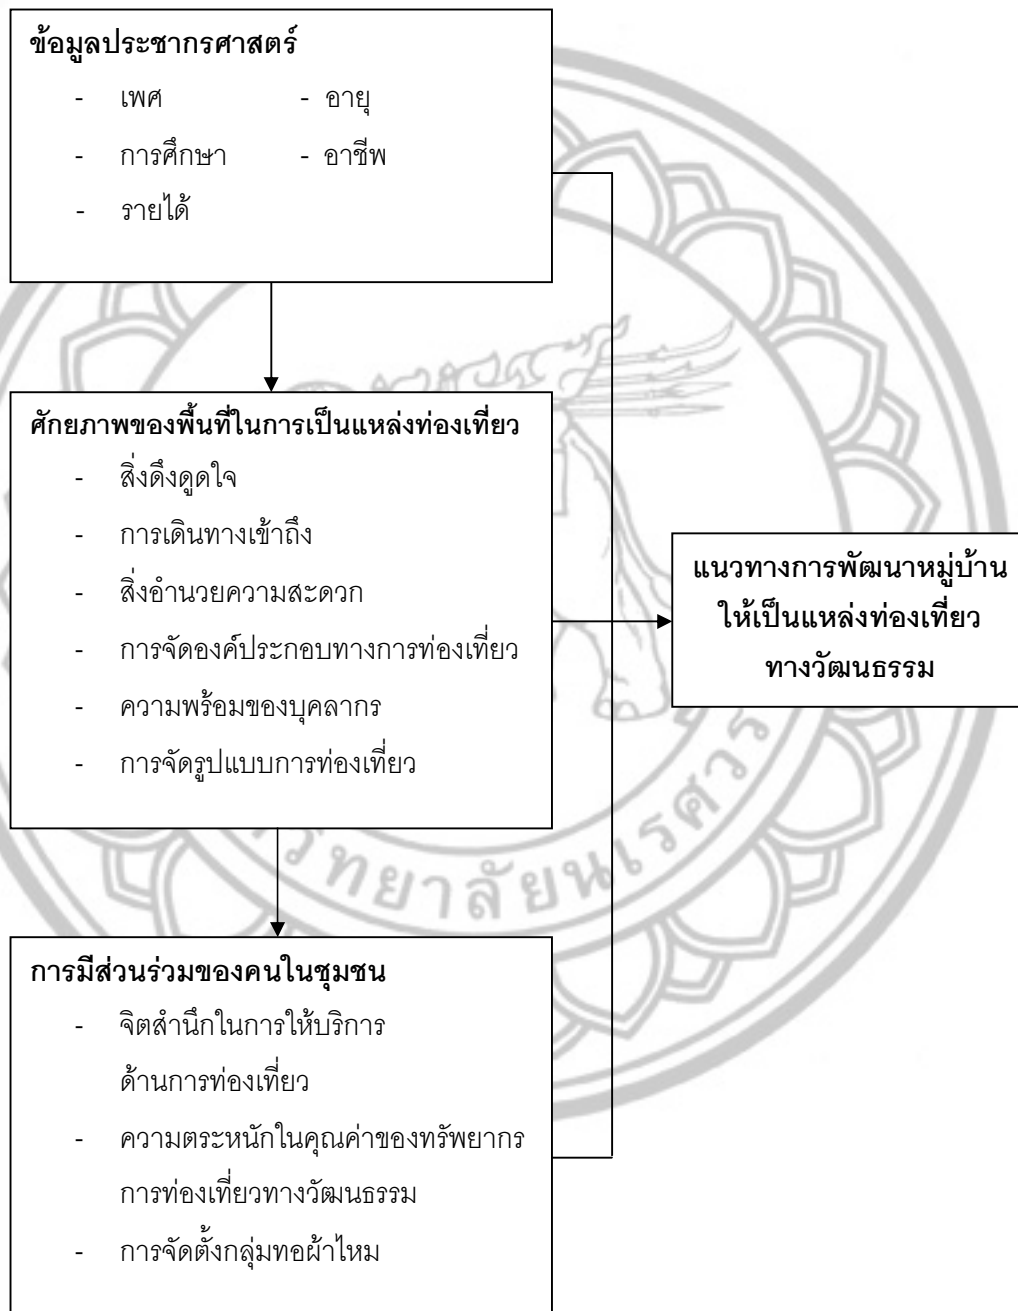 ข้อมูลประชากรศาสตร์
- เพศ - อายุ
- การศึกษา - อาชีพ
- รายได้
ศักยภาพของพื้นที่ในการเป็นแหล่งท่องเที่ยว
- สิ่งดึงดูดใจ
- การเดินทางเข้าถึง
- สิ่งอำนวยความสะดวก
- การจัดองค์ประกอบทางการท่องเที่ยว
- ความพร้อมของบุคลากร
- การจัดรูปแบบการท่องเที่ยว
แนวทางการพัฒนาหมู่บ้าน
ให้เป็นแหล่งท่องเที่ยว
ทางวัฒนธรรม
การมีส่วนร่วมของคนในชุมชน
- จิตสำนึกในการให้บริการ
ด้านการท่องเที่ยว
- ความตระหนักในคุณค่าของทรัพยากร
การท่องเที่ยวทางวัฒนธรรม
- การจัดตั้งกลุ่มทอผ้าไหม
วิทยาลัยนเรศวร